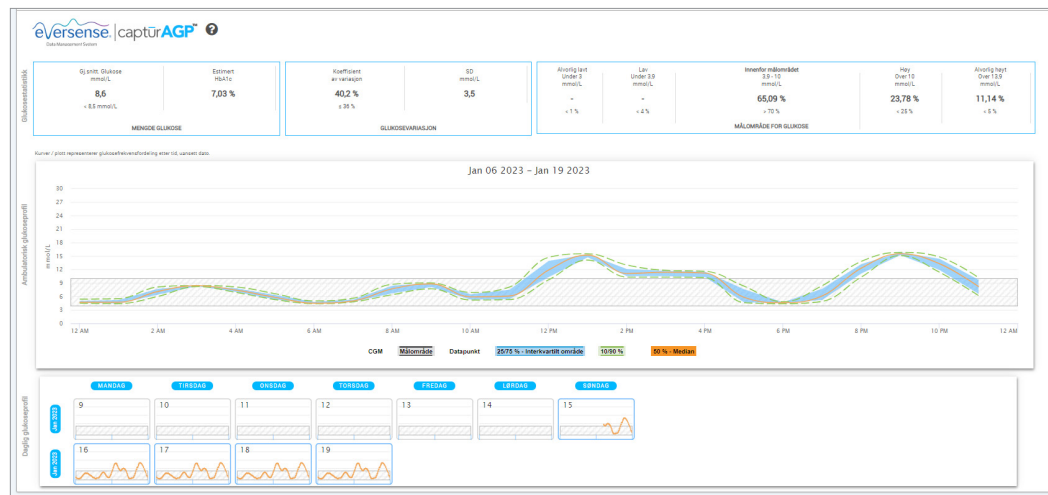 eversense. | captūrAGP™ ?
Data Management System
Glukosestatistikk
Gj.snitt. Glukose
mmol/L
8,6
< 8,5 mmol/L
Estimert
HbA1c
7,03 %
MENGDE GLUKOSE
Koeffisient
av variasjon
40,2 %
≤ 36 %
SD
mmol/L
3,5
GLUKOSEVARIASJON
Alvorlig lavt
Under 3
mmol/L
-
< 1 %
Lav
Under 3,9
mmol/L
-
< 4 %
Innenfor målområdet
3,9 - 10
mmol/L
65,09 %
> 70 %
Høy
Over 10
mmol/L
23,78 %
< 25 %
Alvorlig høyt
Over 13,9
mmol/L
11,14 %
< 5 %
MÅLOMRÅDE FOR GLUKOSE
Kurver / plott representerer glukosefrekvensfordeling etter tid, uansett dato.
Ambulatorisk glukoseprofil
Jan 06 2023 – Jan 19 2023
mmol/L
30
27
24
21
18
15
12
9
6
3
0
12 AM 2 AM 4 AM 6 AM 8 AM 10 AM 12 PM 2 PM 4 PM 6 PM 8 PM 10 PM 12 AM
CGM Målområde Datapunkt 25/75 % - Interkvartilt område 10/90 % 50 % - Median
Daglig glukoseprofil
MANDAG TIRSDAG ONSDAG TORSDAG FREDAG LØRDAG SØNDAG
Jan 2023
9 10 11 12 13 14 15
Jan 2023
16 17 18 19